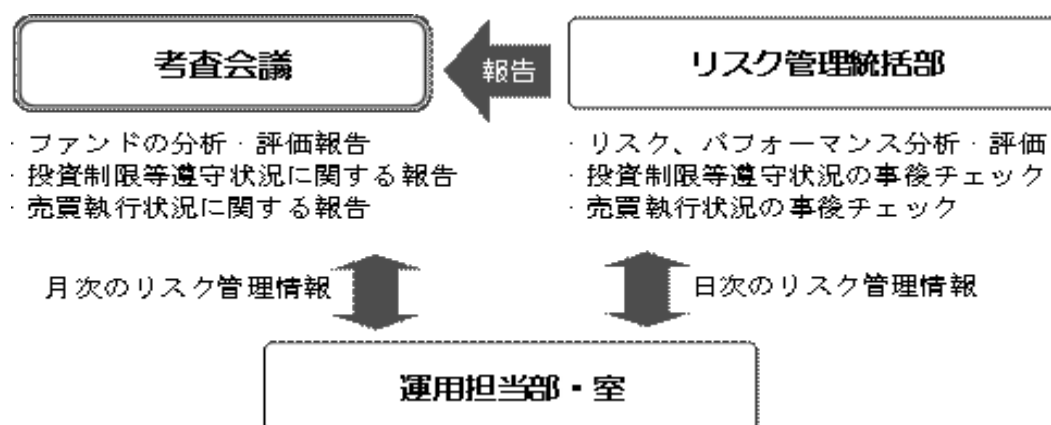 考査会議
報告
リスク管理統括部
· ファンドの分析・評価報告
· 投資制限等遵守状況に関する報告
· 売買執行状況に関する報告
· リスク、パフォーマンス分析・評価
· 投資制限等遵守状況の事後チェック
· 売買執行状況の事後チェック
月次のリスク管理情報
日次のリスク管理情報
運用担当部・室